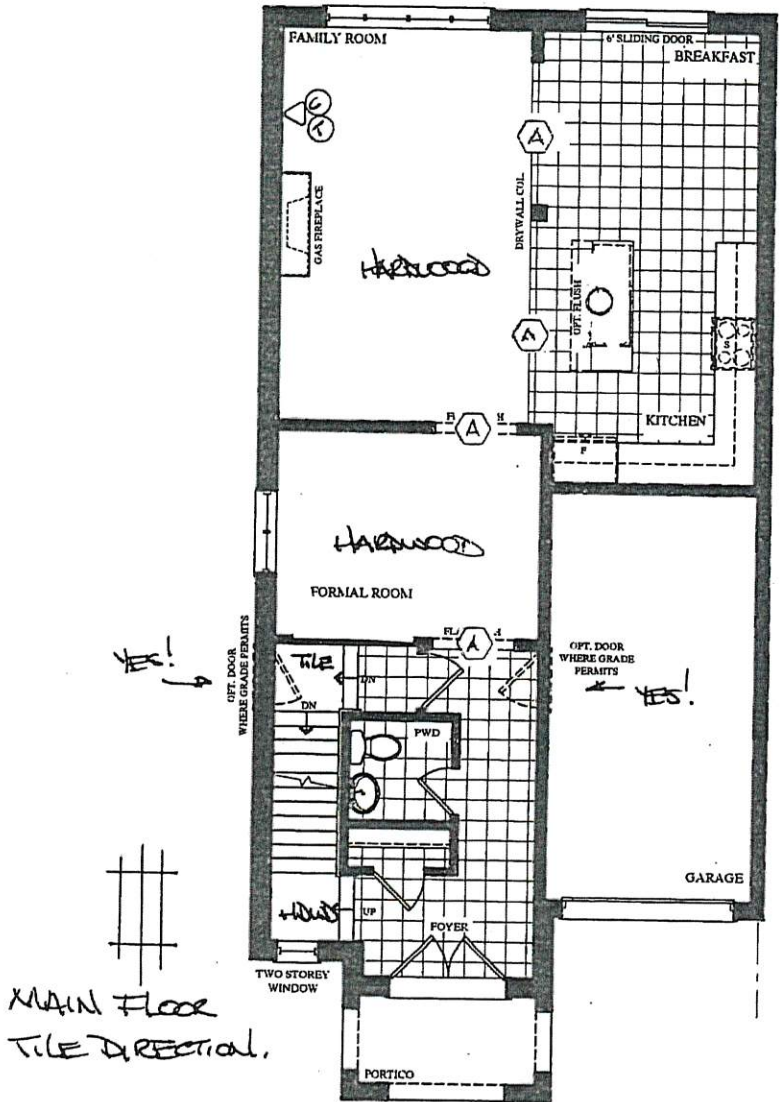 FAMILY ROOM
6' SLIDING DOOR
BREAKFAST
G
T
A
DRYWALL COL.
GAS FIREPLACE
HARDWOOD
OPT. FLUSH
A
S
KITCHEN
A
F
HARDWOOD
FORMAL ROOM
A
YES!
OPT. DOOR
WHERE GRADE PERMITS
TILE
DN
DN
OPT. DOOR
WHERE GRADE
PERMITS
YES!
PWD
GARAGE
UP
FOYER
TWO STOREY
WINDOW
MAIN FLOOR
TILE DIRECTION.
PORTICO